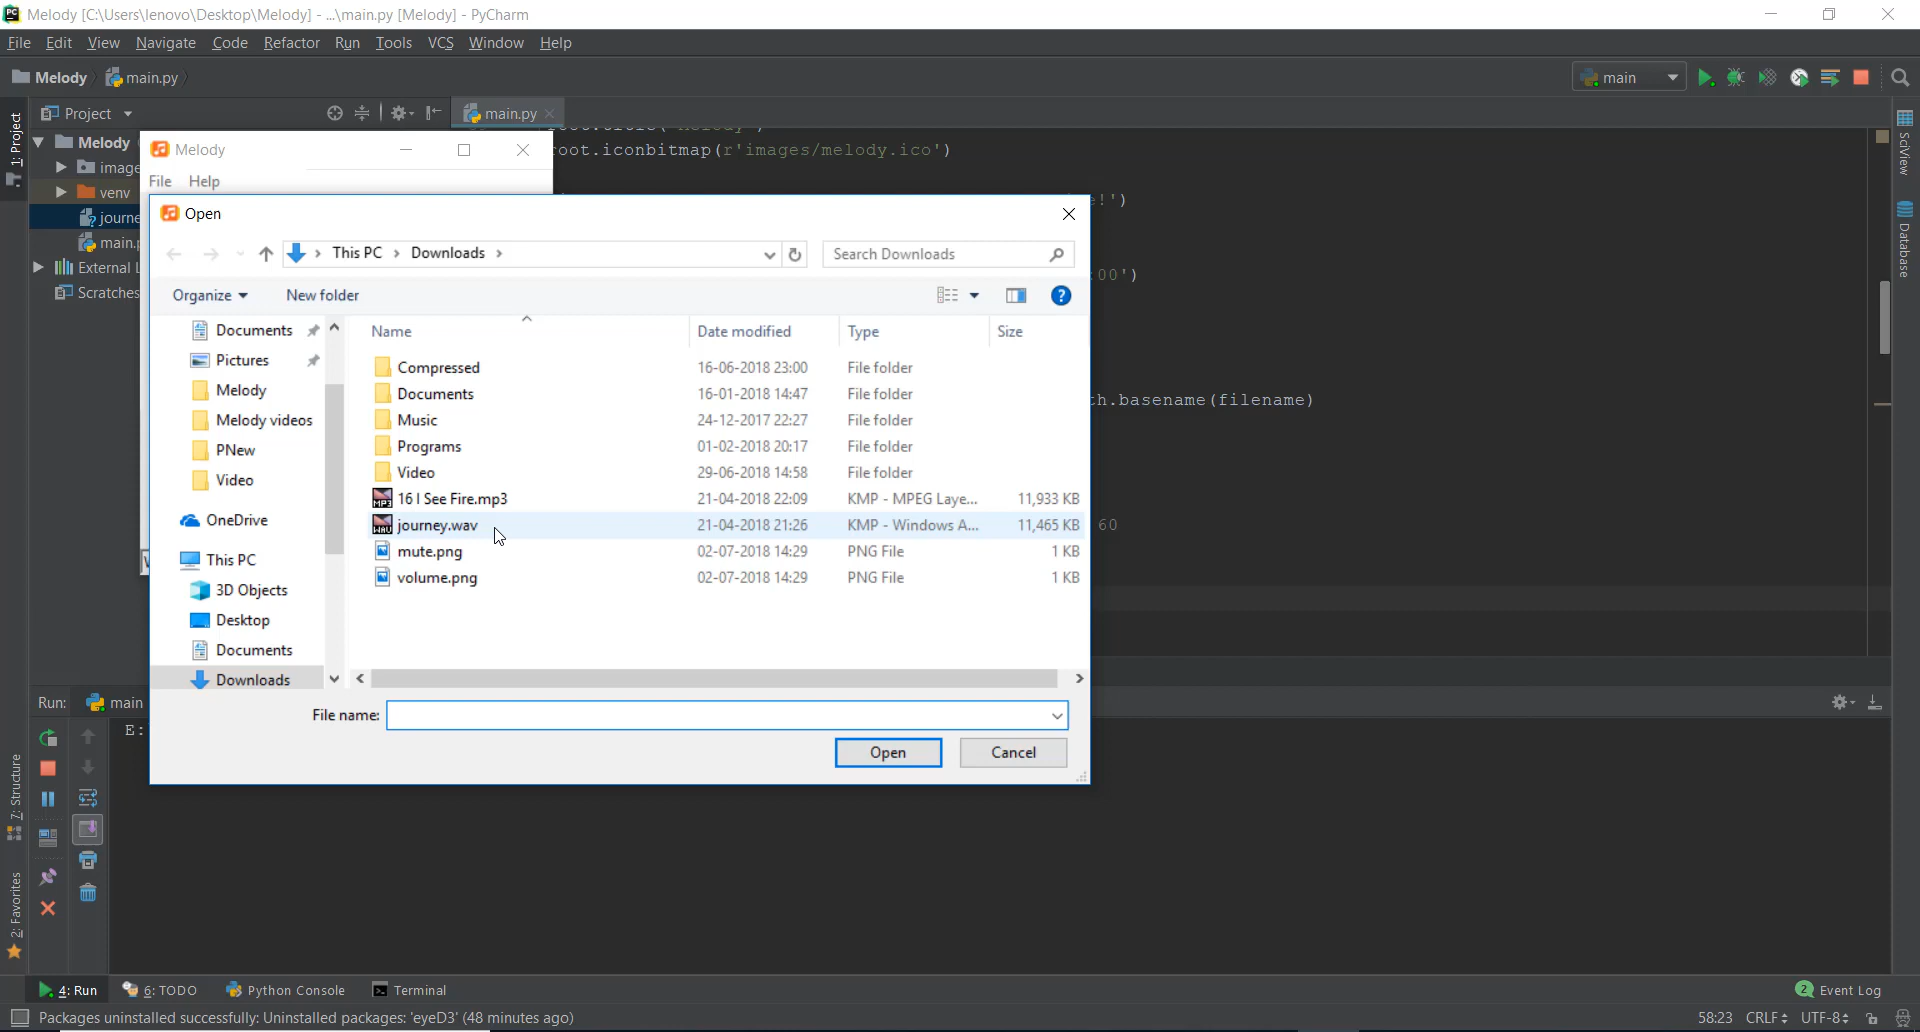 Melody [C:\Users\lenovo\Desktop\Melody] - ...\main.py [Melody] - PyCharm
File Edit View Navigate Code Refactor Run Tools VCS Window Help
Melody main.py main
Project main.py
1: Project
Melody
image
venv
journe
main.p
External L
Scratches
Melody
File Help
oot.iconbitmap(r'images/melody.ico')
e!')
00')
h.basename(filename)
60
Open
This PC Downloads Search Downloads
Organize New folder
Documents
Pictures
Melody
Melody videos
PNew
Video
OneDrive
This PC
3D Objects
Desktop
Documents
Downloads
Name Date modified Type Size
Compressed 16-06-2018 23:00 File folder
Documents 16-01-2018 14:47 File folder
Music 24-12-2017 22:27 File folder
Programs 01-02-2018 20:17 File folder
Video 29-06-2018 14:58 File folder
16 I See Fire.mp3 21-04-2018 22:09 KMP - MPEG Laye... 11,933 KB
journey.wav 21-04-2018 21:26 KMP - Windows A... 11,465 KB
mute.png 02-07-2018 14:29 PNG File 1 KB
volume.png 02-07-2018 14:29 PNG File 1 KB
File name:
Open Cancel
SciView
Database
Run: main
E:
7: Structure
2: Favorites
4: Run 6: TODO Python Console Terminal 2 Event Log
Packages uninstalled successfully: Uninstalled packages: 'eyeD3' (48 minutes ago) 58:23 CRLF UTF-8